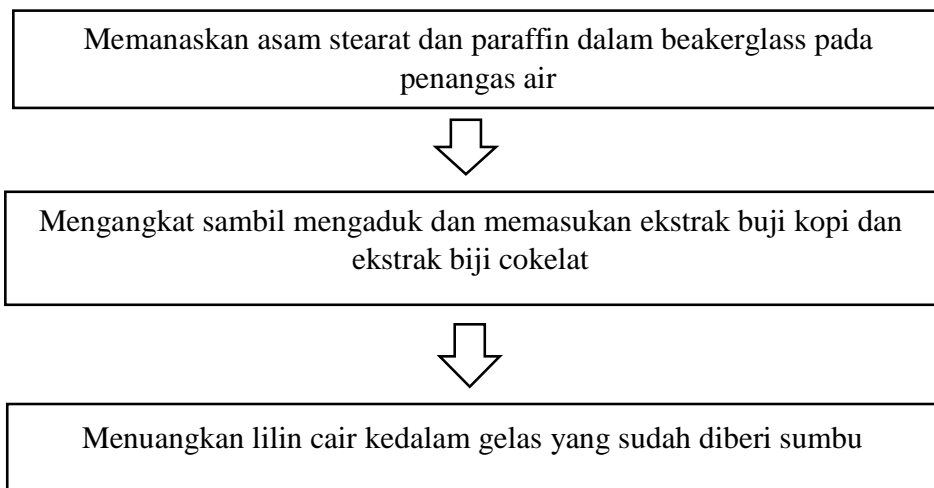 Memanaskan asam stearat dan paraffin dalam beakerglass pada
penangas air
Mengangkat sambil mengaduk dan memasukan ekstrak buji kopi dan
ekstrak biji cokelat
Menuangkan lilin cair kedalam gelas yang sudah diberi sumbu